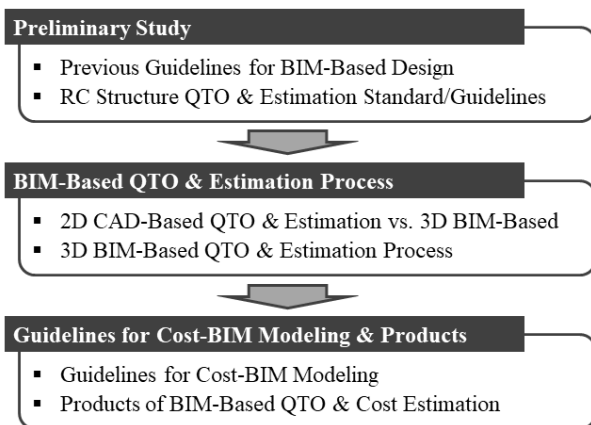 Preliminary Study
▪ Previous Guidelines for BIM-Based Design
▪ RC Structure QTO & Estimation Standard/Guidelines
BIM-Based QTO & Estimation Process
▪ 2D CAD-Based QTO & Estimation vs. 3D BIM-Based
▪ 3D BIM-Based QTO & Estimation Process
Guidelines for Cost-BIM Modeling & Products
▪ Guidelines for Cost-BIM Modeling
▪ Products of BIM-Based QTO & Cost Estimation